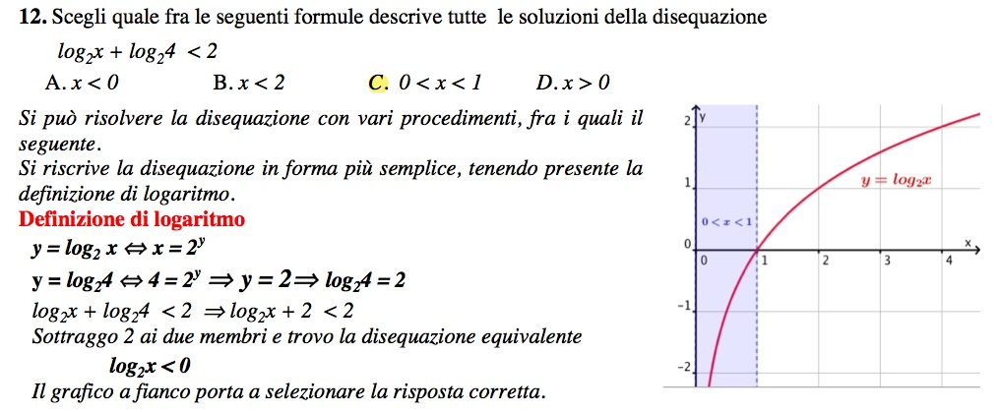 12. Scegli quale fra le seguenti formule descrive tutte le soluzioni della disequazione
log₂x + log₂4 < 2
A. x < 0 B. x < 2 C. 0 < x < 1 D. x > 0
Si può risolvere la disequazione con vari procedimenti, fra i quali il
seguente.
Si riscrive la disequazione in forma più semplice, tenendo presente la
definizione di logaritmo.
Definizione di logaritmo
y = log₂ x ⇔ x = 2ʸ
y = log₂4 ⇔ 4 = 2ʸ ⇒ y = 2 ⇒ log₂4 = 2
log₂x + log₂4 < 2 ⇒ log₂x + 2 < 2
Sottraggo 2 ai due membri e trovo la disequazione equivalente
log₂x < 0
Il grafico a fianco porta a selezionare la risposta corretta.
2 y
1
y = log₂x
0 < x < 1
0 x
0 1 2 3 4
-1
-2